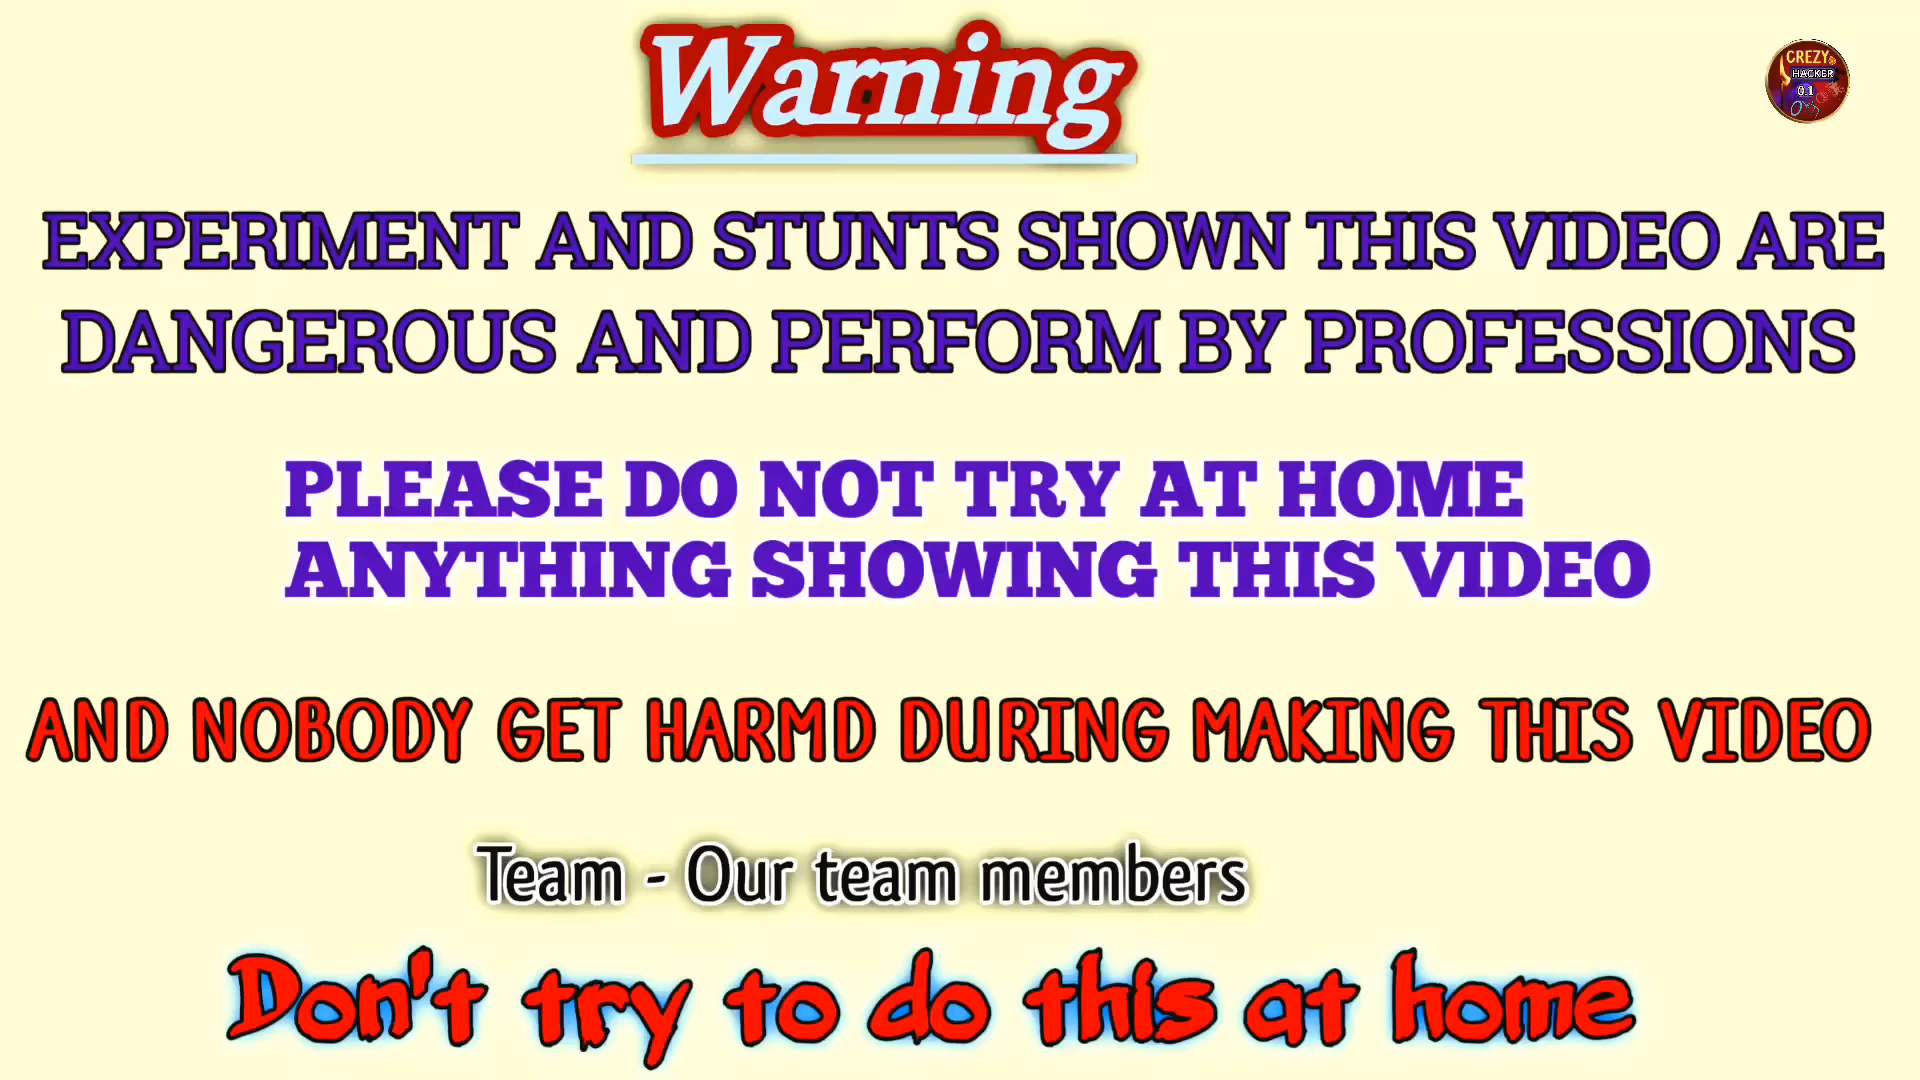 Warning
CREZY
HACKER
0.1
EXPERIMENT AND STUNTS SHOWN THIS VIDEO ARE
DANGEROUS AND PERFORM BY PROFESSIONS
PLEASE DO NOT TRY AT HOME
ANYTHING SHOWING THIS VIDEO
AND NOBODY GET HARMD DURING MAKING THIS VIDEO
Team - Our team members
Don't try to do this at home